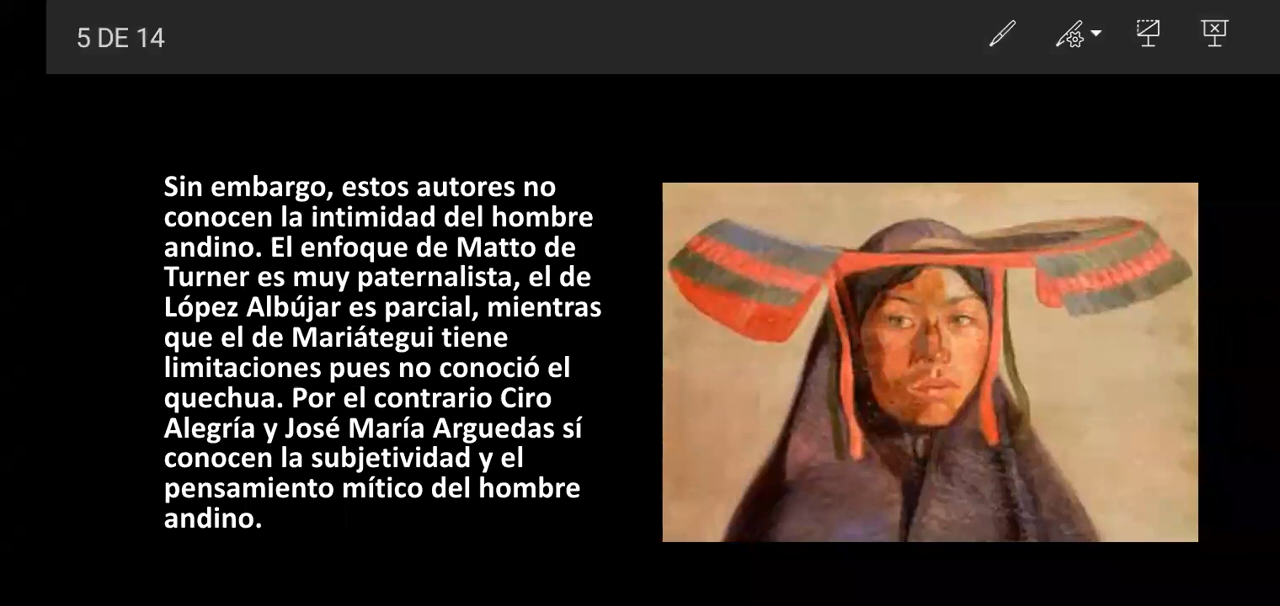 5 DE 14
Sin embargo, estos autores no
conocen la intimidad del hombre
andino. El enfoque de Matto de
Turner es muy paternalista, el de
López Albújar es parcial, mientras
que el de Mariátegui tiene
limitaciones pues no conoció el
quechua. Por el contrario Ciro
Alegría y José María Arguedas sí
conocen la subjetividad y el
pensamiento mítico del hombre
andino.